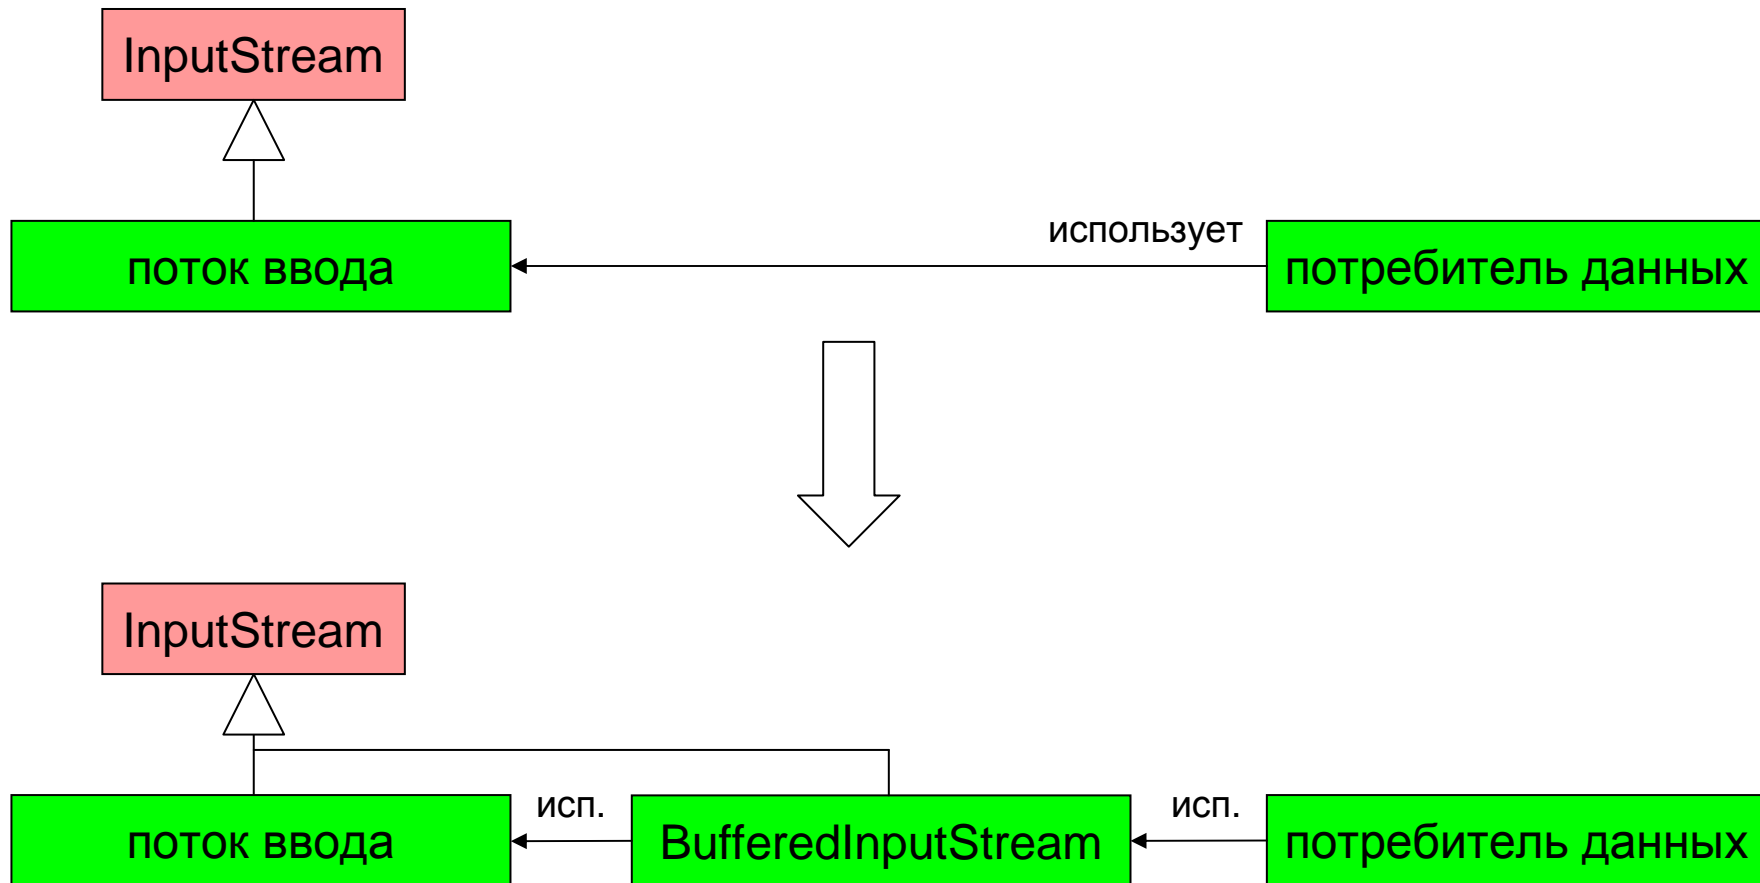 InputStream
использует
поток ввода
потребитель данных
InputStream
исп.
исп.
поток ввода
BufferedInputStream
потребитель данных